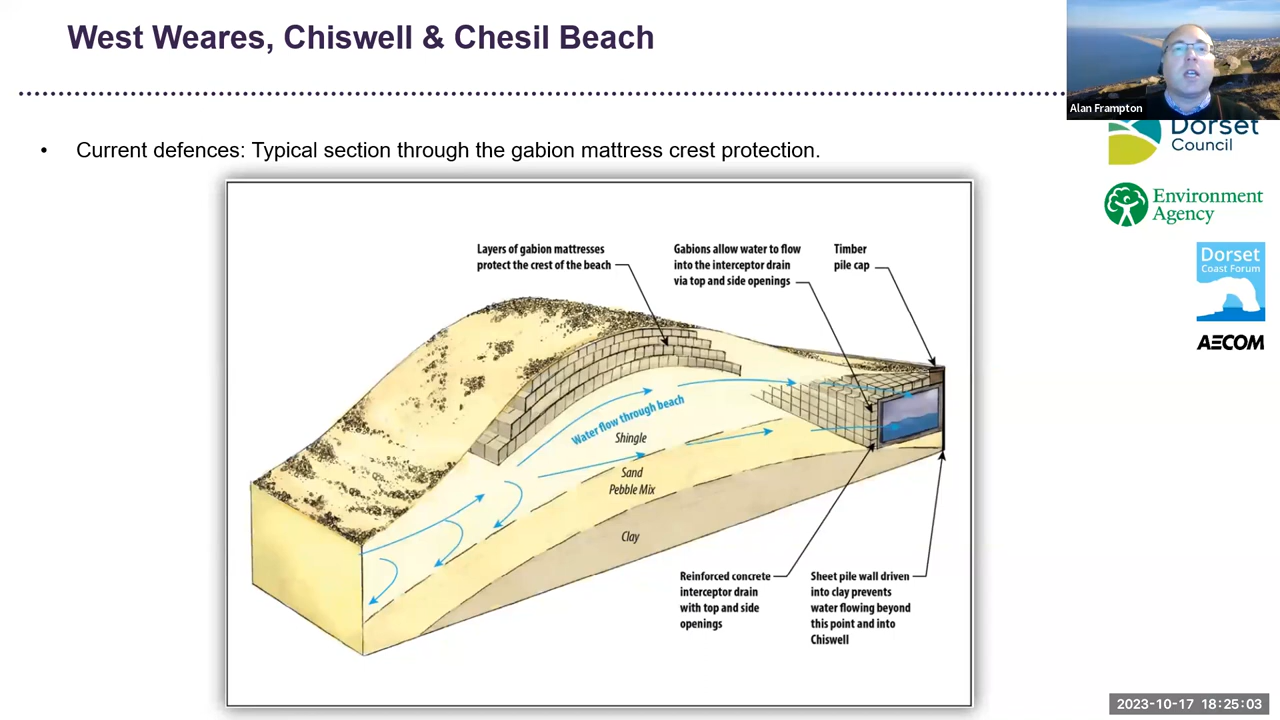 West Weares, Chiswell & Chesil Beach
Alan Frampton
Dorset
Council
• Current defences: Typical section through the gabion mattress crest protection.
Environment
Agency
Dorset
Coast Forum
AECOM
Layers of gabion mattresses
protect the crest of the beach
Gabions allow water to flow
into the interceptor drain
via top and side openings
Timber
pile cap
Water flow through beach
Shingle
Sand
Pebble Mix
Clay
Reinforced concrete
interceptor drain
with top and side
openings
Sheet pile wall driven
into clay prevents
water flowing beyond
this point and into
Chiswell
2023-10-17 18:25:03